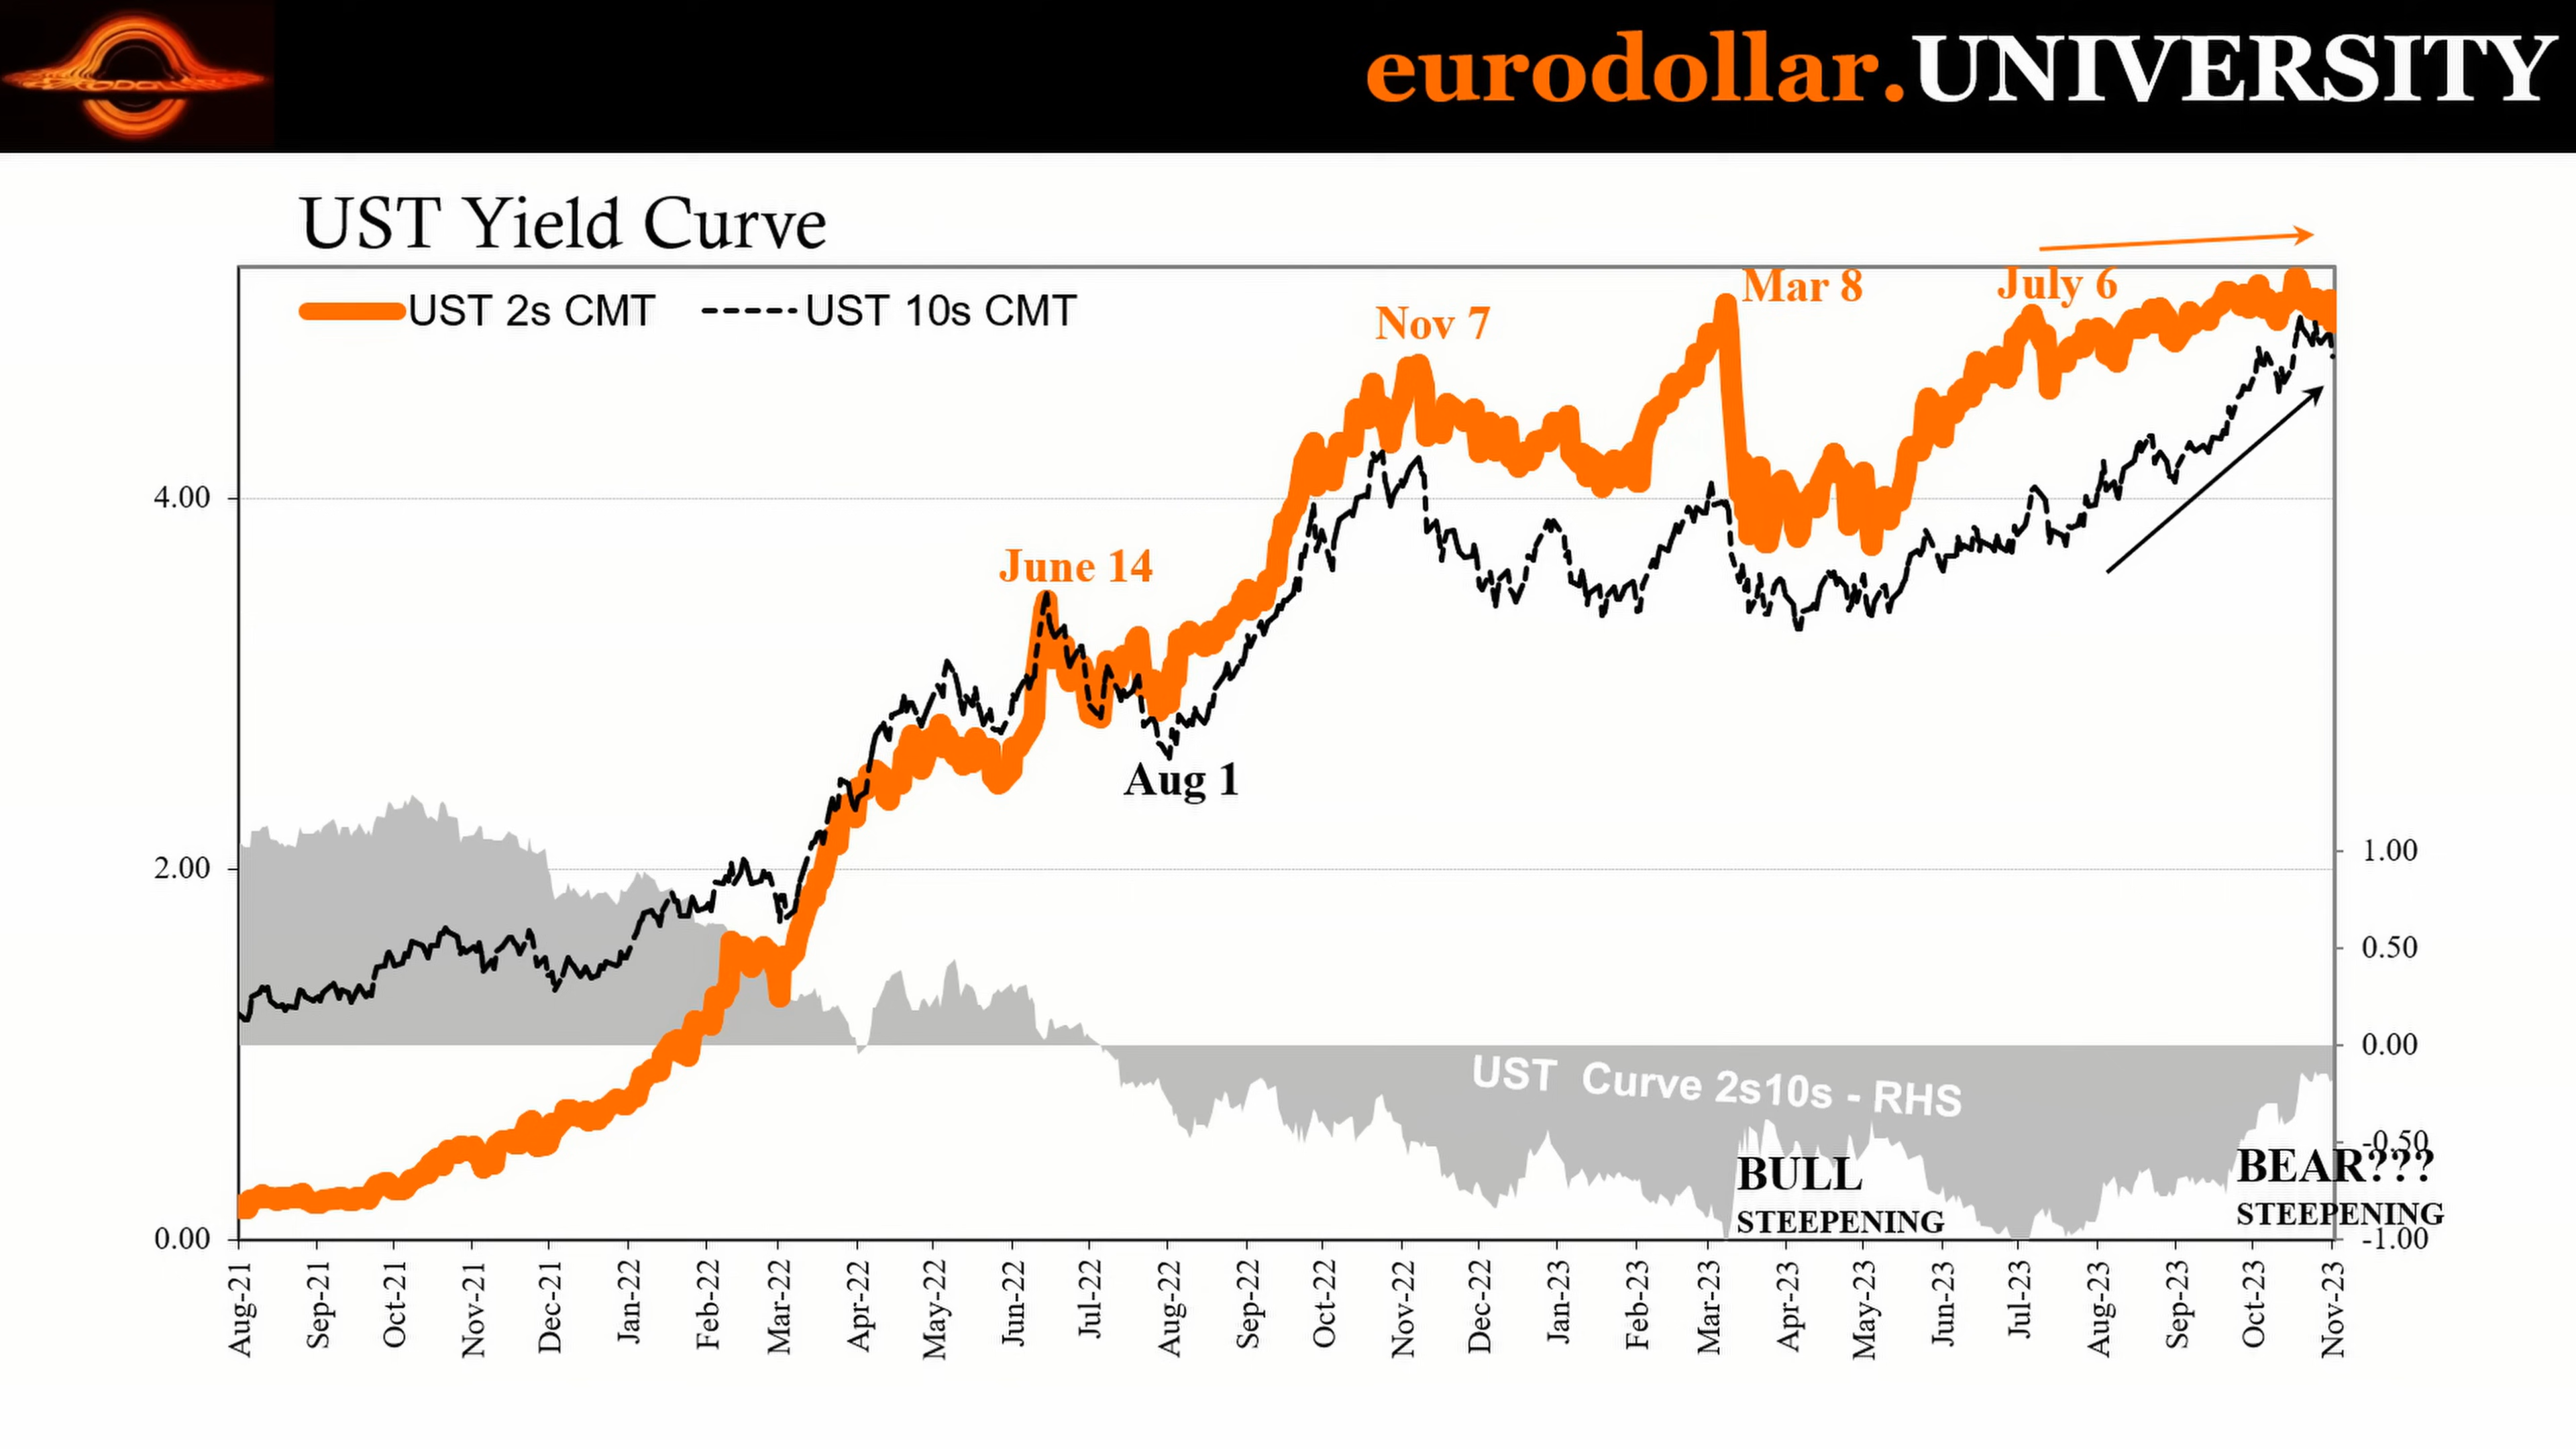 eurodollar.UNIVERSITY
UST Yield Curve
UST 2s CMT
UST 10s CMT
June 14
Nov 7
Mar 8
July 6
Aug 1
4.00
2.00
0.00
1.00
0.50
0.00
-0.50
-1.00
UST Curve 2s10s - RHS
BULL
STEEPENING
BEAR???
STEEPENING
Aug-21
Sep-21
Oct-21
Nov-21
Dec-21
Jan-22
Feb-22
Mar-22
Apr-22
May-22
Jun-22
Jul-22
Aug-22
Sep-22
Oct-22
Nov-22
Dec-22
Jan-23
Feb-23
Mar-23
Apr-23
May-23
Jun-23
Jul-23
Aug-23
Sep-23
Oct-23
Nov-23